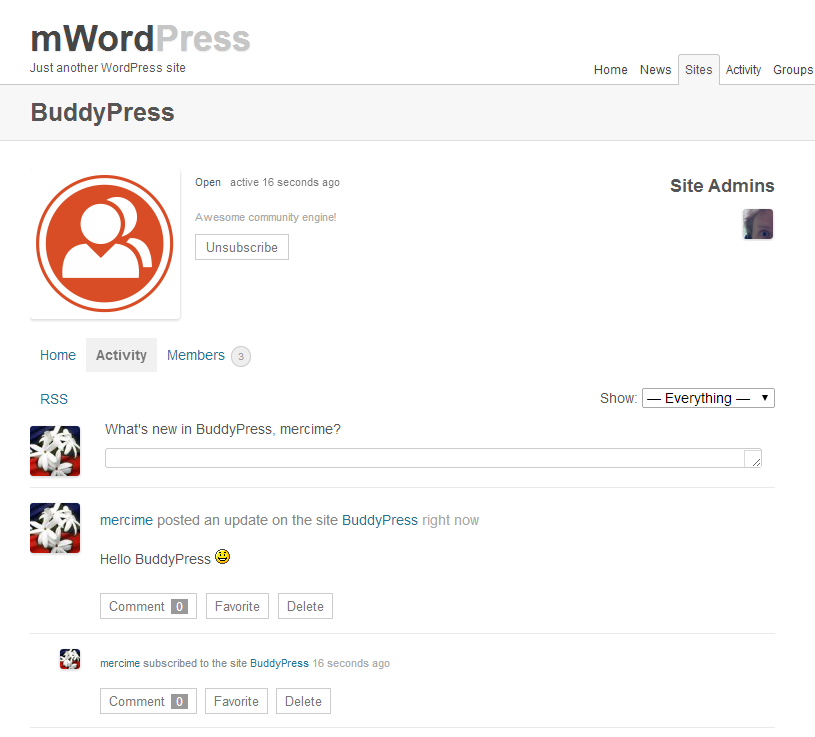 mWordPress
Just another WordPress site
Home News Sites Activity Groups
BuddyPress
Open active 16 seconds ago
Awesome community engine!
Unsubscribe
Site Admins
Home Activity Members 3
RSS
Show: — Everything —
What's new in BuddyPress, mercime?
mercime posted an update on the site BuddyPress right now
Hello BuddyPress
Comment 0 Favorite Delete
mercime subscribed to the site BuddyPress 16 seconds ago
Comment 0 Favorite Delete